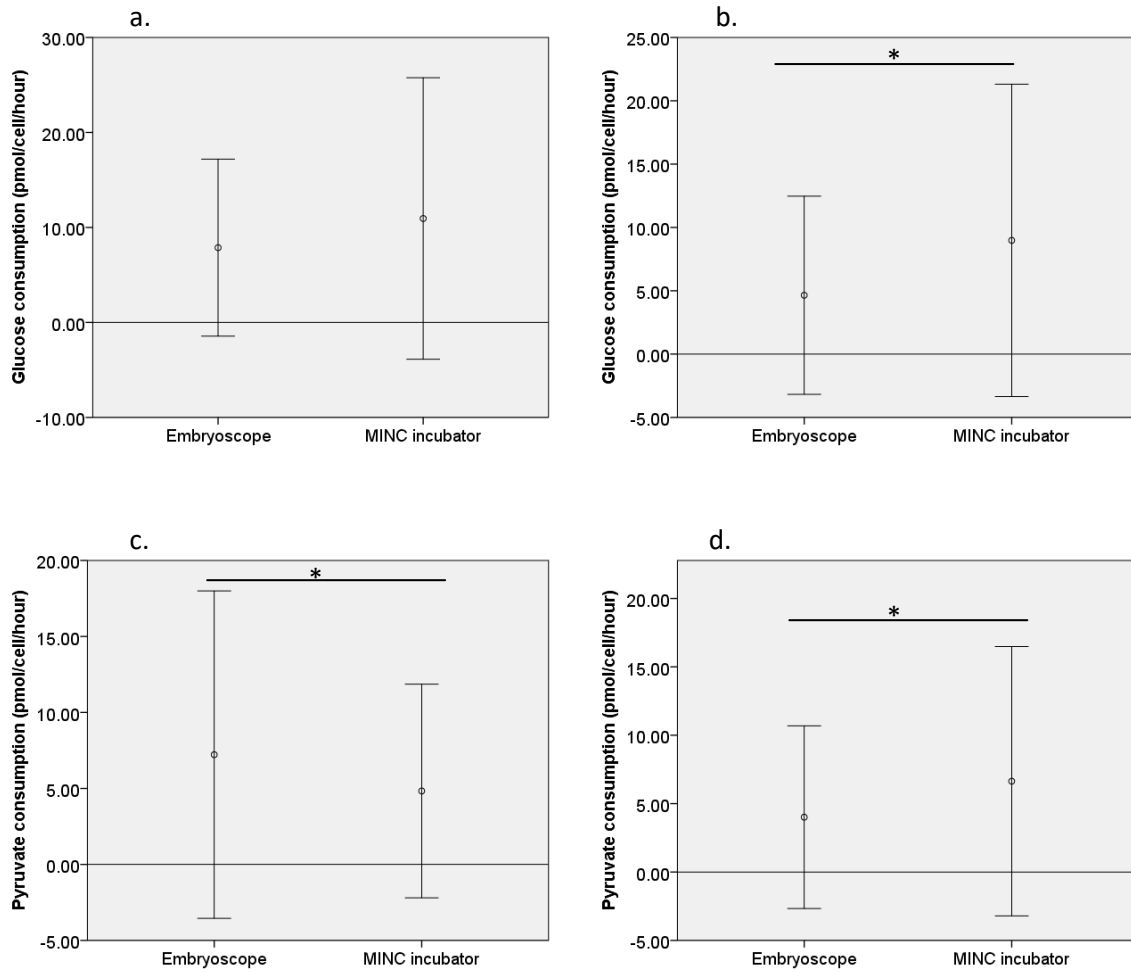 a.
Glucose consumption (pmol/cell/hour)
30.00
20.00
10.00
0.00
-10.00
Embryoscope MINC incubator
b.
Glucose consumption (pmol/cell/hour)
25.00
*
20.00
15.00
10.00
5.00
0.00
-5.00
Embryoscope MINC incubator
c.
Pyruvate consumption (pmol/cell/hour)
20.00
*
15.00
10.00
5.00
0.00
-5.00
Embryoscope MINC incubator
d.
Pyruvate consumption (pmol/cell/hour)
20.00
*
15.00
10.00
5.00
0.00
-5.00
Embryoscope MINC incubator